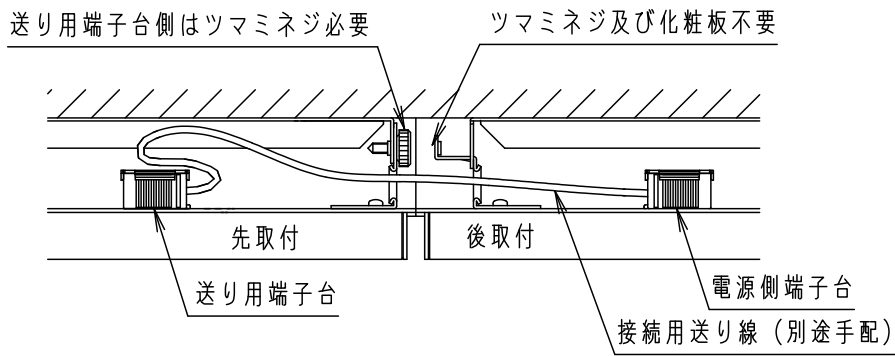 送り用端子台側はツマミネジ必要
ツマミネジ及び化粧板不要
先取付
後取付
送り用端子台
電源側端子台
接続用送り線（別途手配）